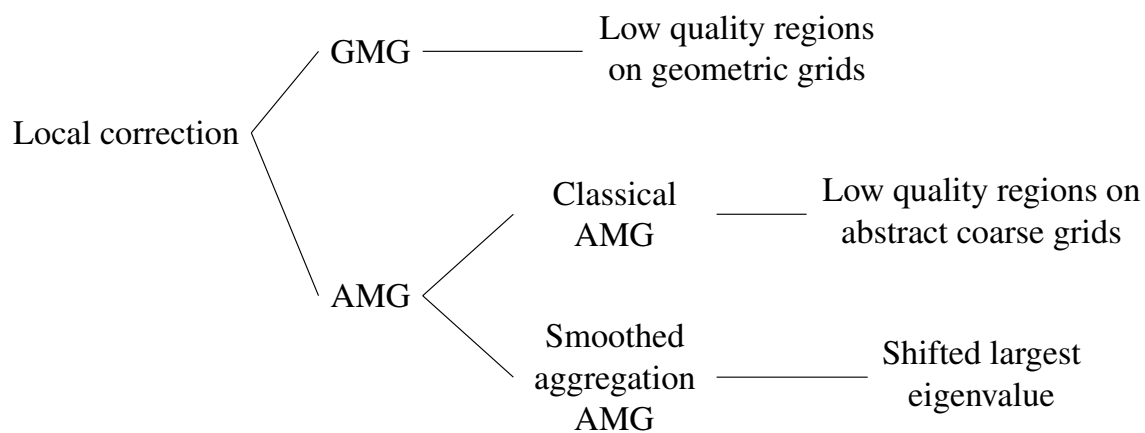 Local correction
GMG
Low quality regions
on geometric grids
AMG
Classical
AMG
Low quality regions on
abstract coarse grids
Smoothed
aggregation
AMG
Shifted largest
eigenvalue